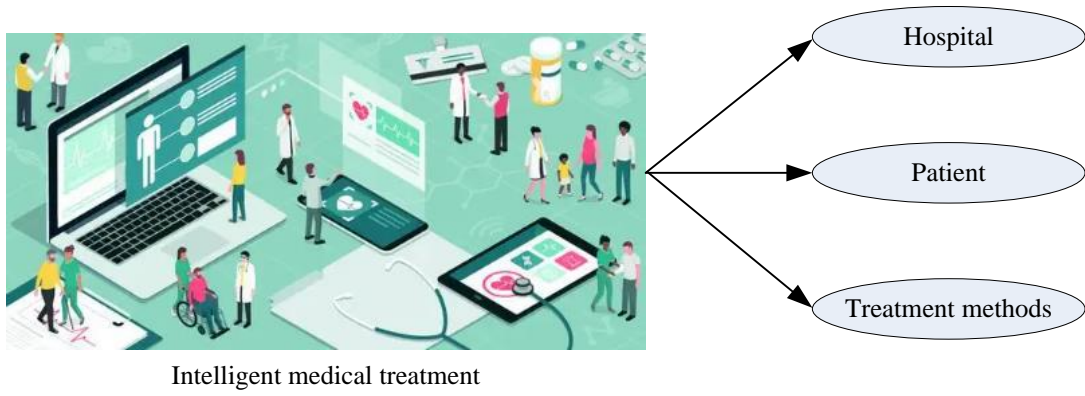 Hospital
Patient
Treatment methods
Intelligent medical treatment